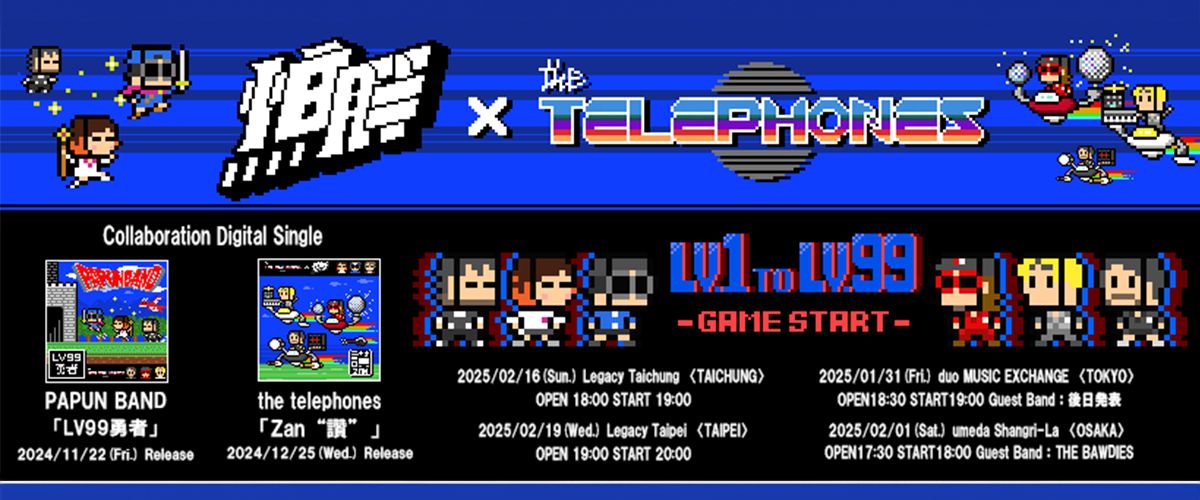 ×
the
TELEPHONES
Collaboration Digital Single
PAPUN BAND
LV99
勇者
PAPUN BAND
「LV99勇者」
2024/11/22(Fri.) Release
the telephones
「Zan“讚”」
2024/12/25(Wed.) Release
LV1 TO LV.99
-GAME START-
2025/02/16(Sun.) Legacy Taichung 〈TAICHUNG〉
OPEN 18:00 START 19:00
2025/02/19(Wed.) Legacy Taipei 〈TAIPEI〉
OPEN 19:00 START 20:00
2025/01/31(Fri.) duo MUSIC EXCHANGE 〈TOKYO〉
OPEN18:30 START19:00 Guest Band：後日発表
2025/02/01(Sat.) umeda Shangri-La 〈OSAKA〉
OPEN17:30 START18:00 Guest Band：THE BAWDIES